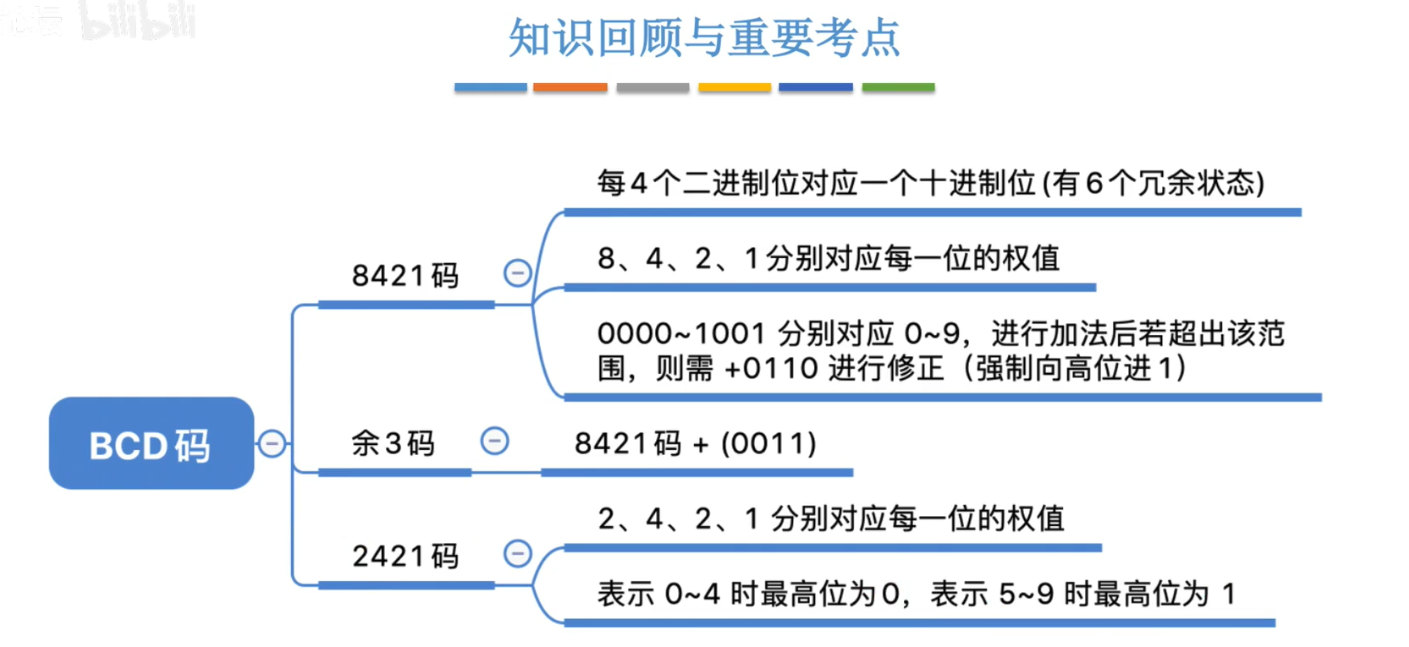 bilibili
知识回顾与重要考点
每4个二进制位对应一个十进制位(有6个冗余状态)
8421码
8、4、2、1分别对应每一位的权值
0000~1001 分别对应 0~9，进行加法后若超出该范
围，则需 +0110 进行修正（强制向高位进1）
BCD码
余3码
8421码 + (0011)
2421码
2、4、2、1 分别对应每一位的权值
表示 0~4 时最高位为0，表示 5~9 时最高位为 1